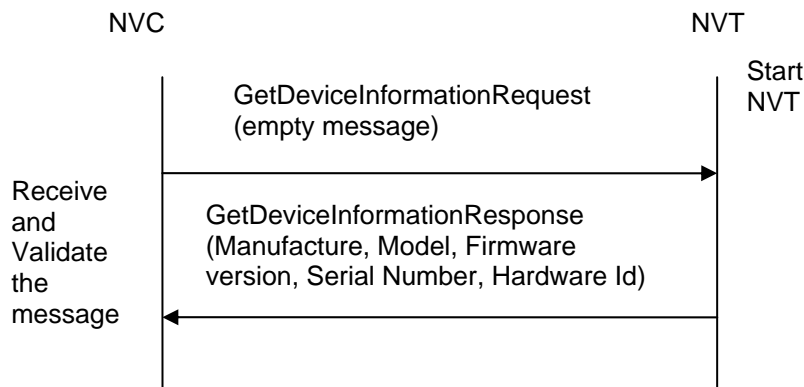 NVC
NVT
Start
NVT
GetDeviceInformationRequest
(empty message)
Receive
and
Validate
the
message
GetDeviceInformationResponse
(Manufacture, Model, Firmware
version, Serial Number, Hardware Id)